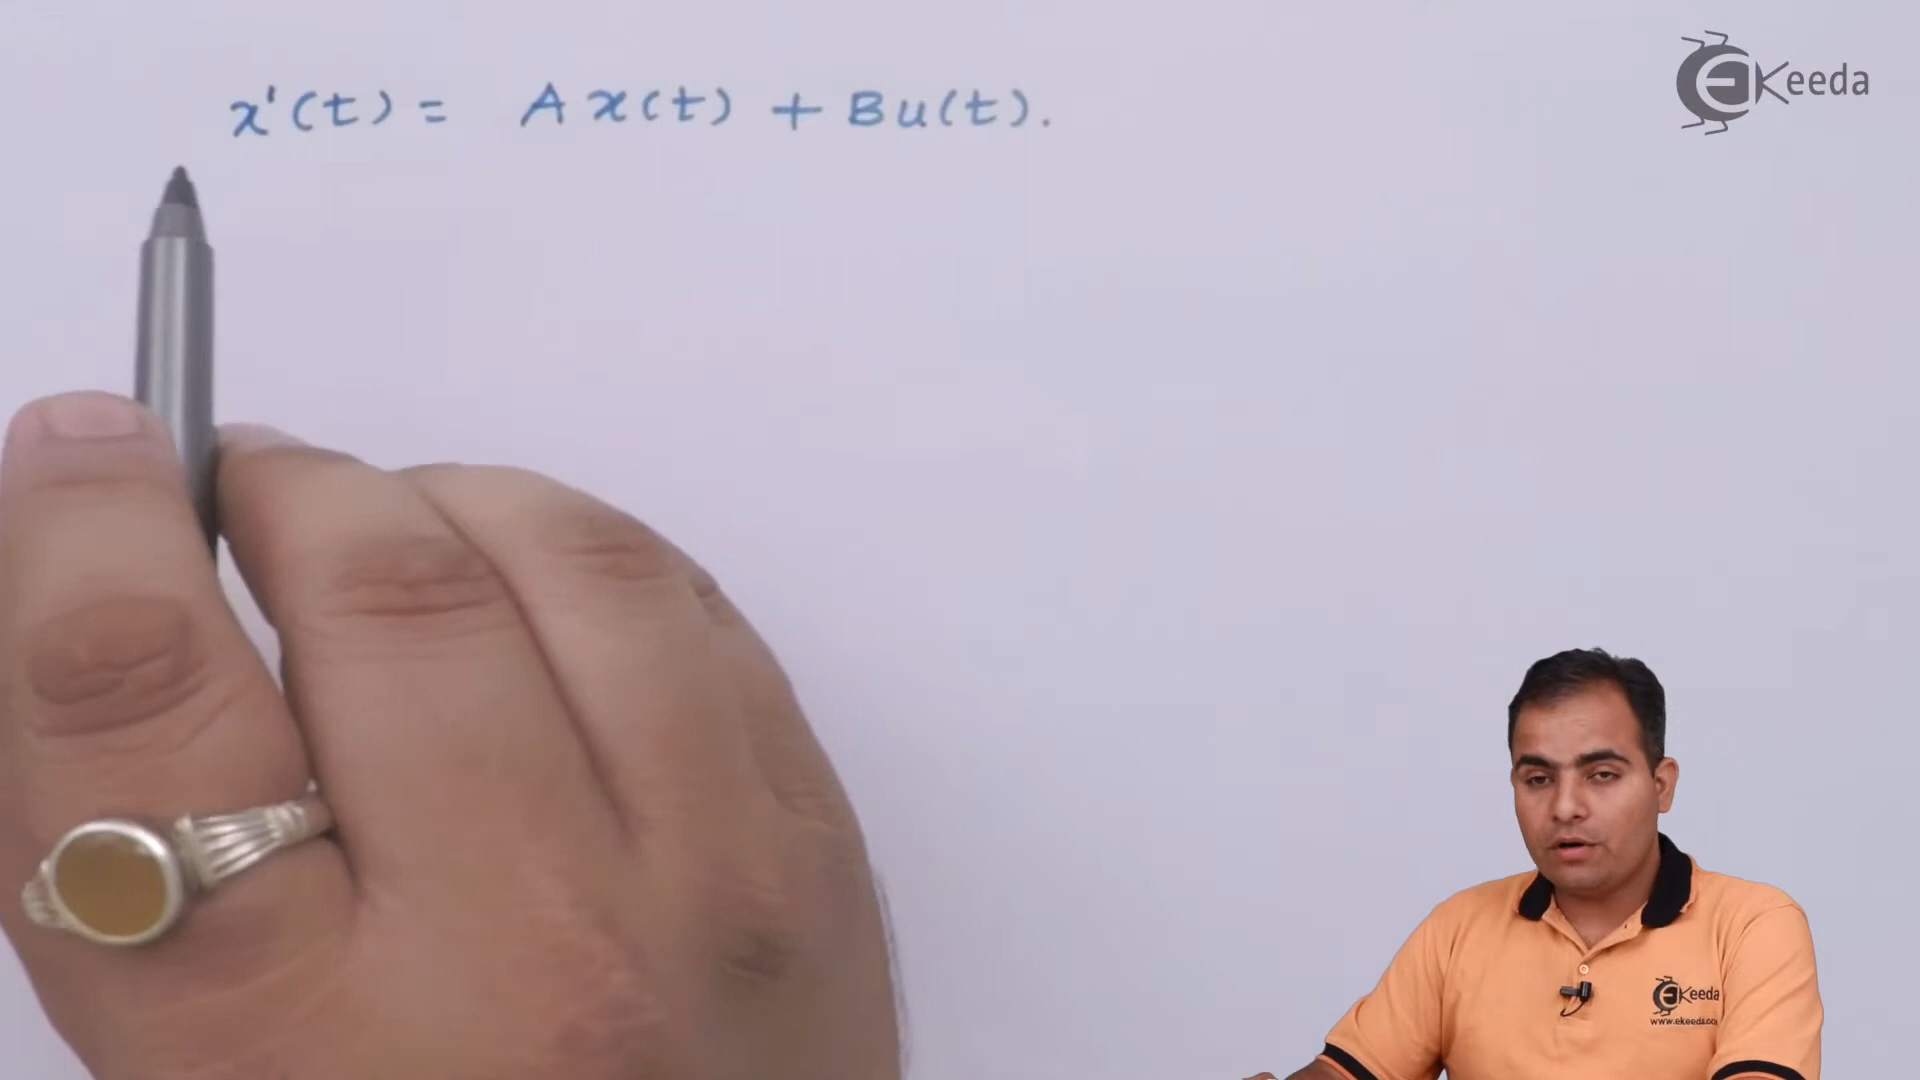 x'(t) = Ax(t) + Bu(t).
EKeeda
EKeeda
www.ekeeda.com